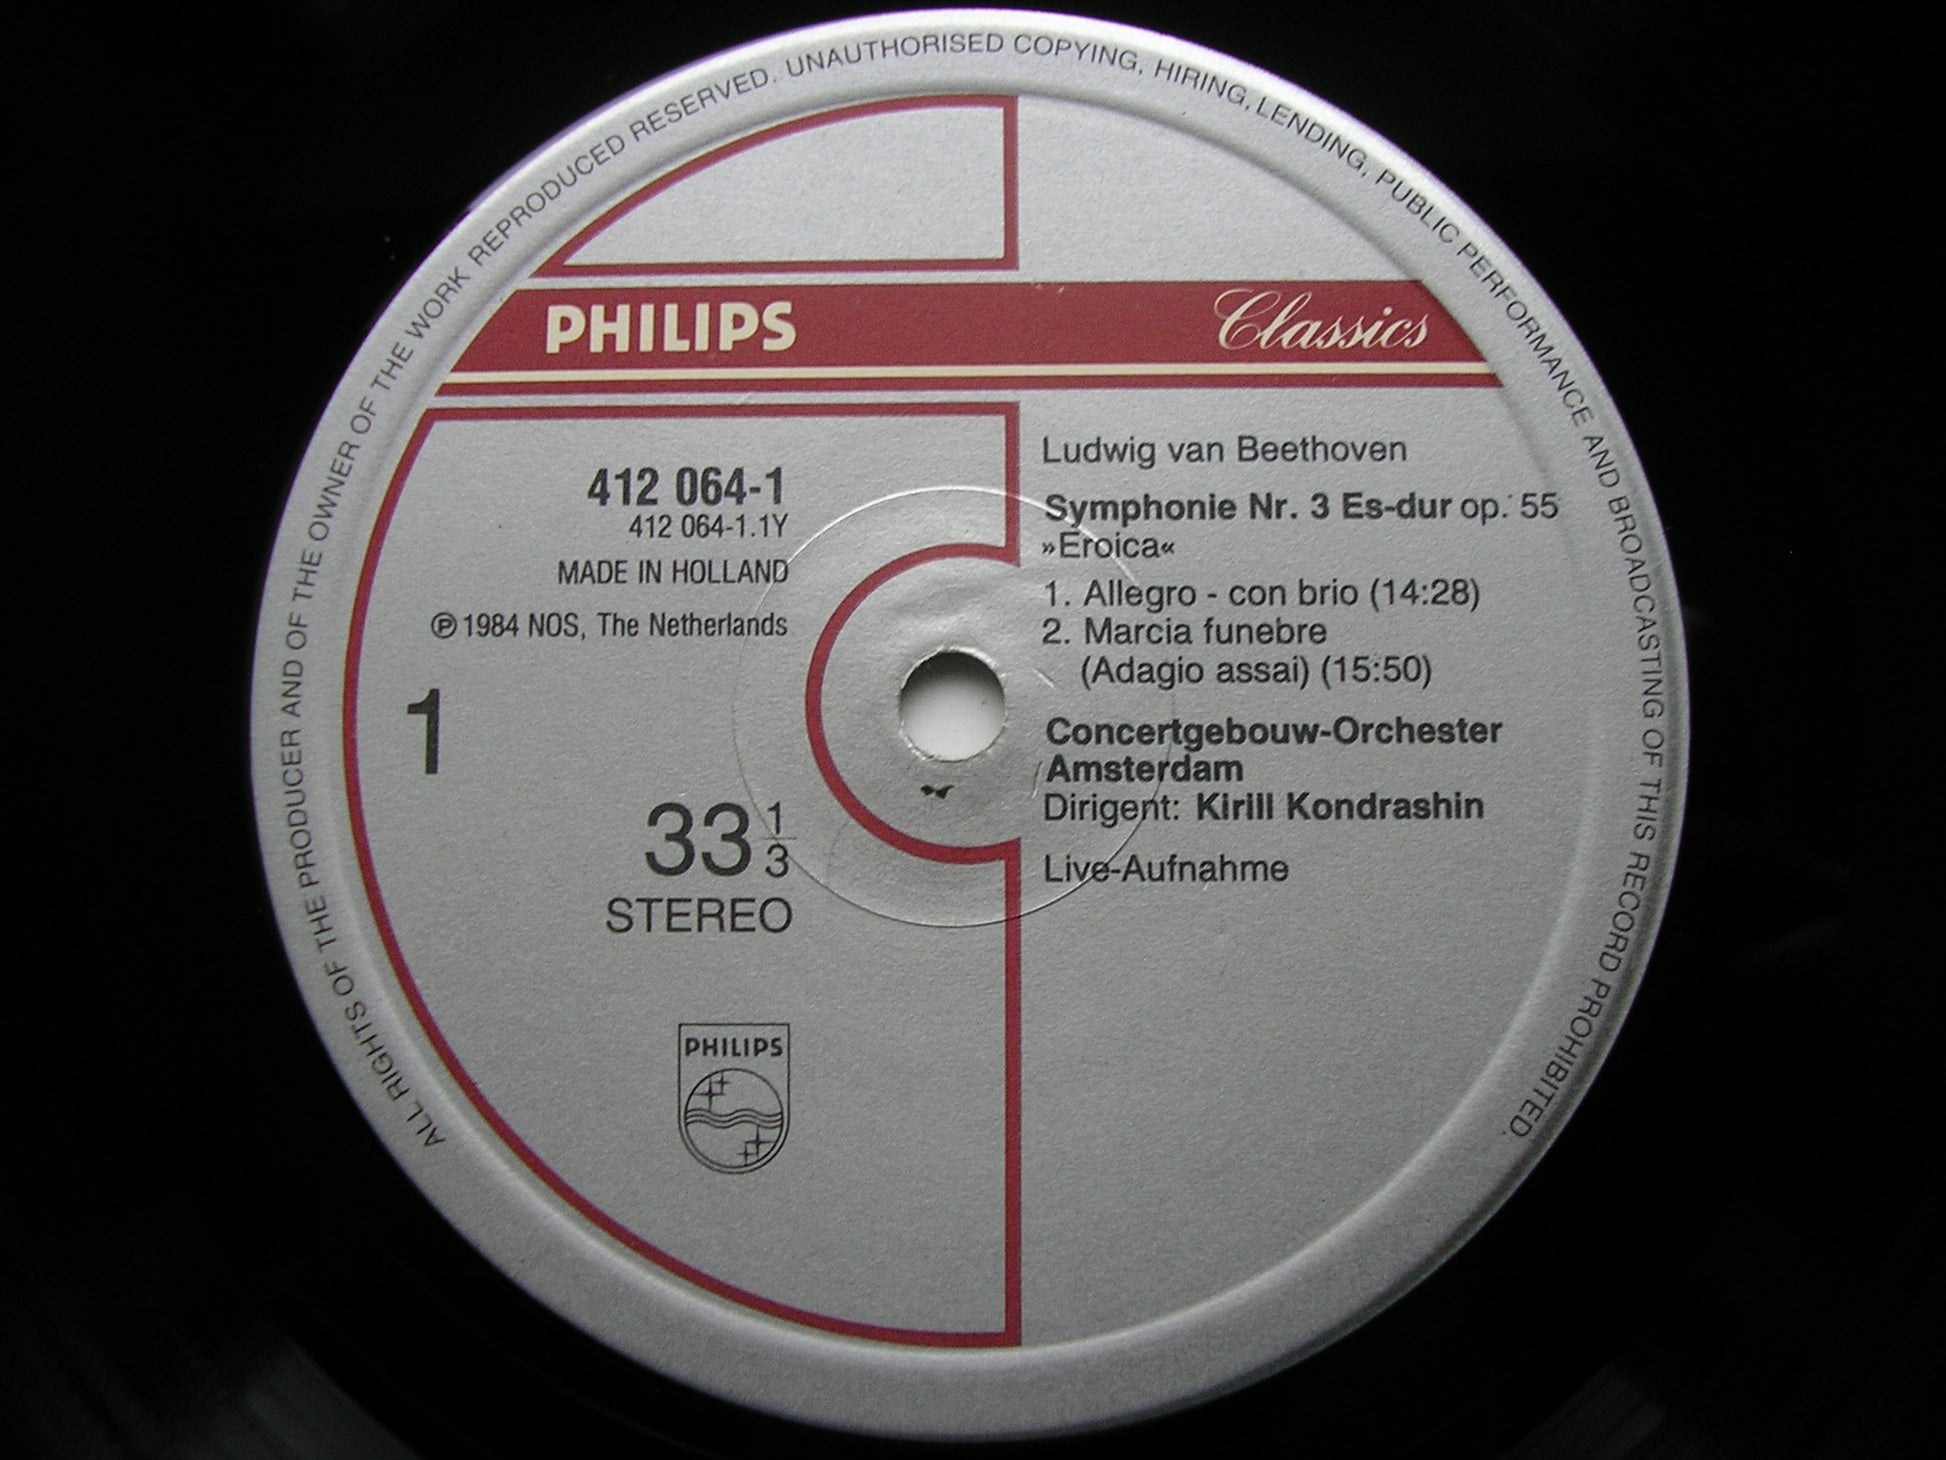 ALL RIGHTS OF THE PRODUCER AND OF THE OWNER OF THE WORK REPRODUCED RESERVED. UNAUTHORISED COPYING, HIRING, LENDING, PUBLIC PERFORMANCE AND BROADCASTING OF THIS RECORD PROHIBITED.
PHILIPS
Classics
412 064-1
412 064-1.1Y
MADE IN HOLLAND
℗ 1984 NOS, The Netherlands
1
33 1/3
STEREO
PHILIPS
Ludwig van Beethoven
Symphonie Nr. 3 Es-dur op. 55
»Eroica«
1. Allegro - con brio (14:28)
2. Marcia funebre
(Adagio assai) (15:50)
Concertgebouw-Orchester
Amsterdam
Dirigent: Kirill Kondrashin
Live-Aufnahme